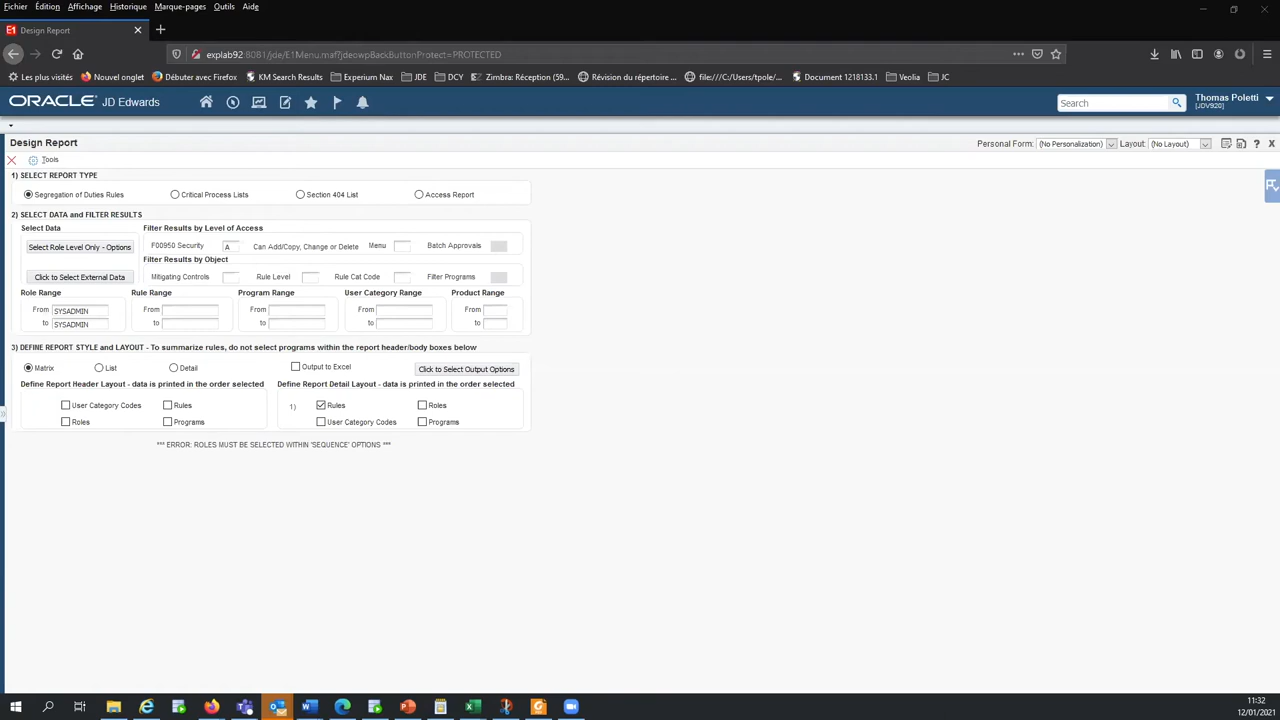 Fichier Édition Affichage Historique Marque-pages Outils Aide
E1 Design Report
explab92:8081/jde/E1Menu.maf?jdeowpBackButtonProtect=PROTECTED
Les plus visités Nouvel onglet Débuter avec Firefox KM Search Results Experium Nax JDE DCY Zimbra: Réception (59... Révision du répertoire ... file:///C:/Users/tpole/... Document 1218133.1 Veolia JC
ORACLE JD Edwards
Search
Thomas Poletti
[JDV920]
Design Report
Personal Form: (No Personalization) Layout: (No Layout)
Tools
1) SELECT REPORT TYPE
Segregation of Duties Rules Critical Process Lists Section 404 List Access Report
2) SELECT DATA and FILTER RESULTS
Select Data Filter Results by Level of Access
Select Role Level Only - Options F00950 Security A Can Add/Copy, Change or Delete Menu Batch Approvals
Filter Results by Object
Click to Select External Data Mitigating Controls Rule Level Rule Cat Code Filter Programs
Role Range Rule Range Program Range User Category Range Product Range
From SYSADMIN From From From From
to SYSADMIN to to to to
3) DEFINE REPORT STYLE and LAYOUT - To summarize rules, do not select programs within the report header/body boxes below
Matrix List Detail Output to Excel Click to Select Output Options
Define Report Header Layout - data is printed in the order selected Define Report Detail Layout - data is printed in the order selected
User Category Codes Rules 1) Rules Roles
Roles Programs User Category Codes Programs
*** ERROR: ROLES MUST BE SELECTED WITHIN 'SEQUENCE' OPTIONS ***
11:32
12/01/2021